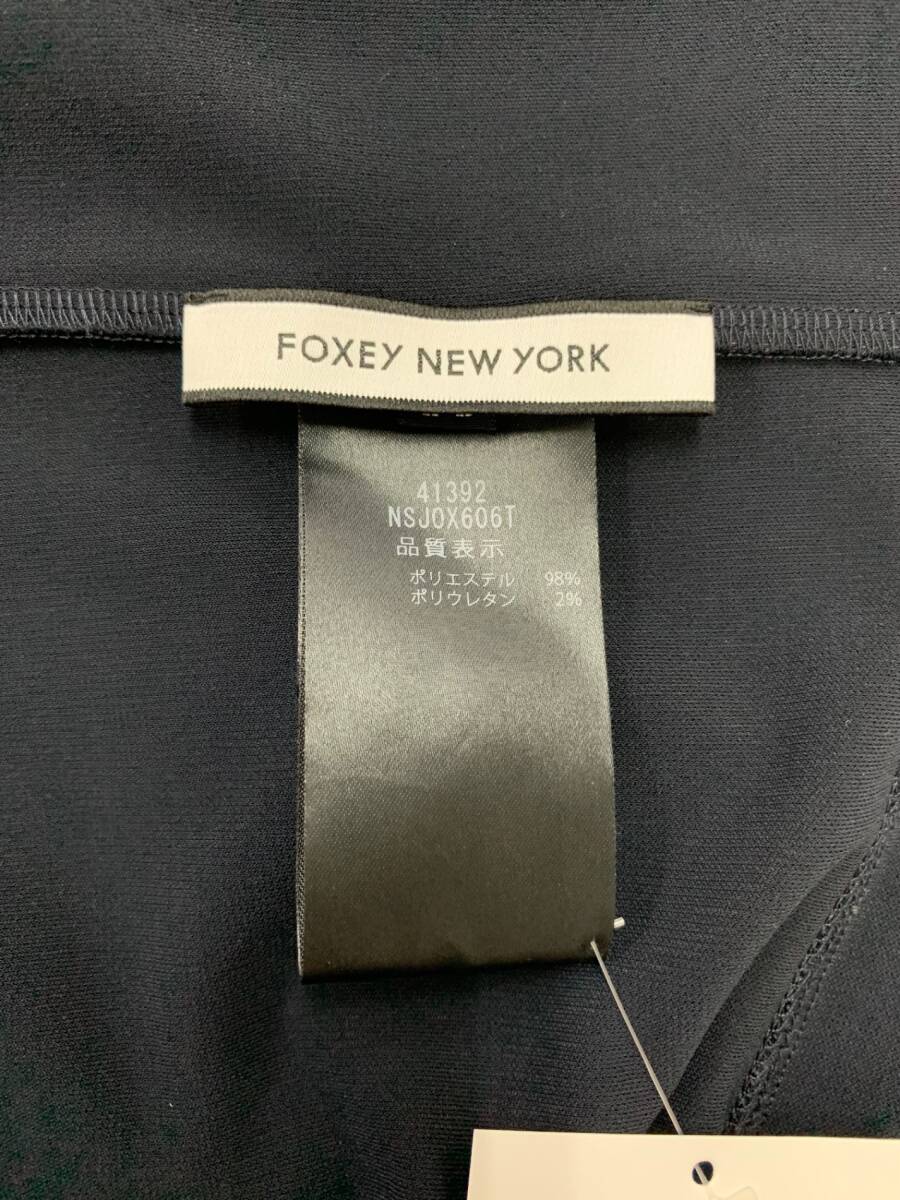 FOXEY NEW YORK
41392
NSJOX606T
品質表示
ポリエステル 98%
ポリウレタン 2%